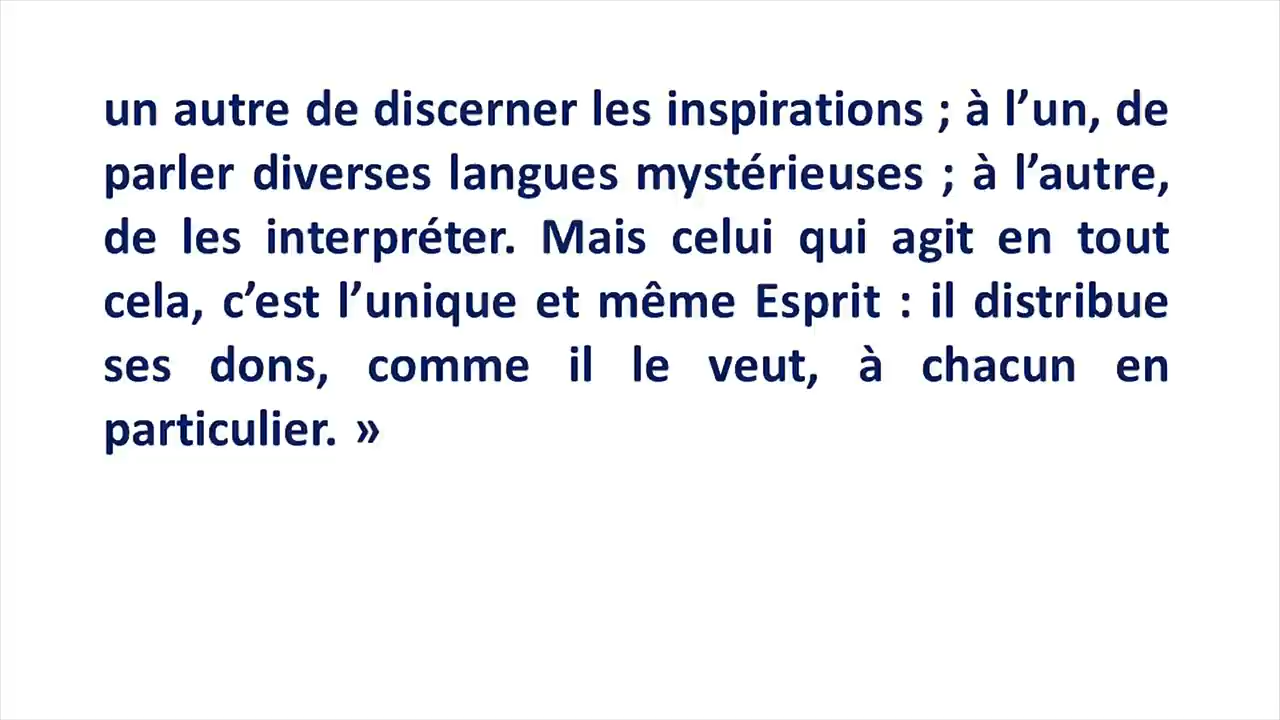 un autre de discerner les inspirations ; à l’un, de
parler diverses langues mystérieuses ; à l’autre,
de les interpréter. Mais celui qui agit en tout
cela, c’est l’unique et même Esprit : il distribue
ses dons, comme il le veut, à chacun en
particulier. »